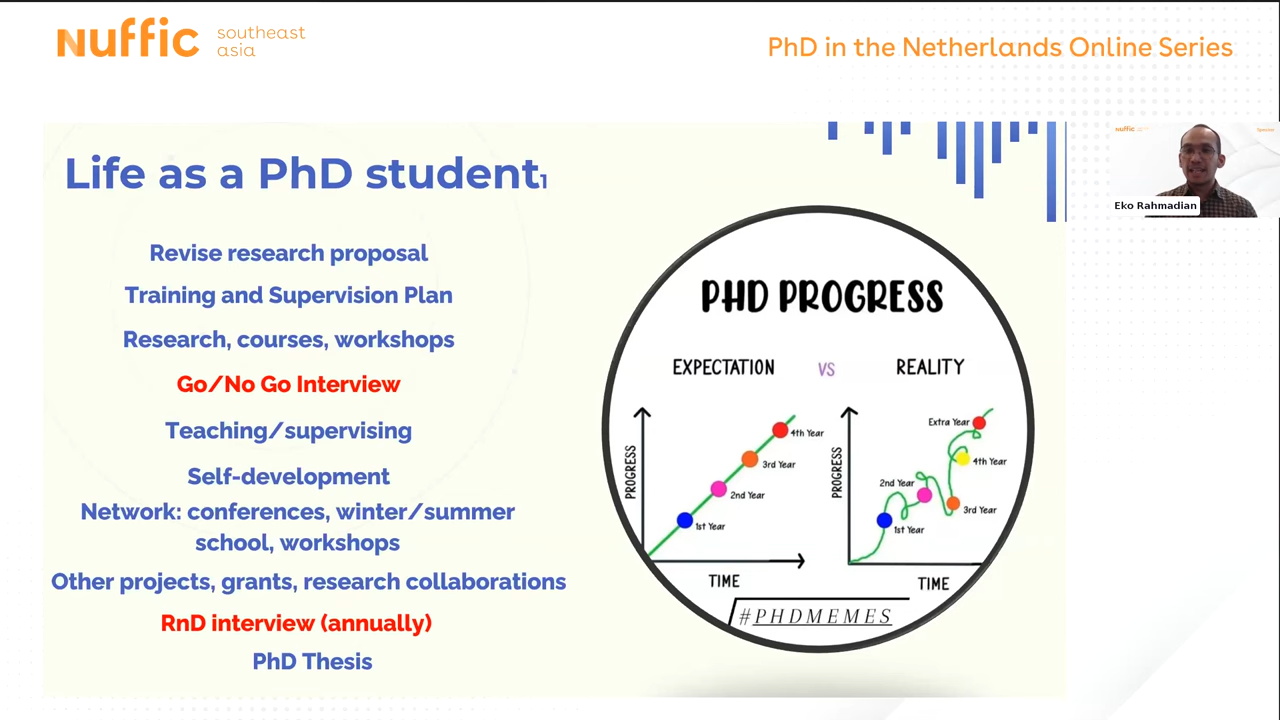 Nuffic southeast
asia
PhD in the Netherlands Online Series
Life as a PhD student1
Revise research proposal
Training and Supervision Plan
Research, courses, workshops
Go/No Go Interview
Teaching/supervising
Self-development
Network: conferences, winter/summer
school, workshops
Other projects, grants, research collaborations
RnD interview (annually)
PhD Thesis
PHD PROGRESS
EXPECTATION VS REALITY
PROGRESS
4th Year
3rd Year
2nd Year
1st Year
TIME
PROGRESS
Extra Year
4th Year
2nd Year
3rd Year
1st Year
TIME
#PHDMEMES
nuffic
Eko Rahmadian